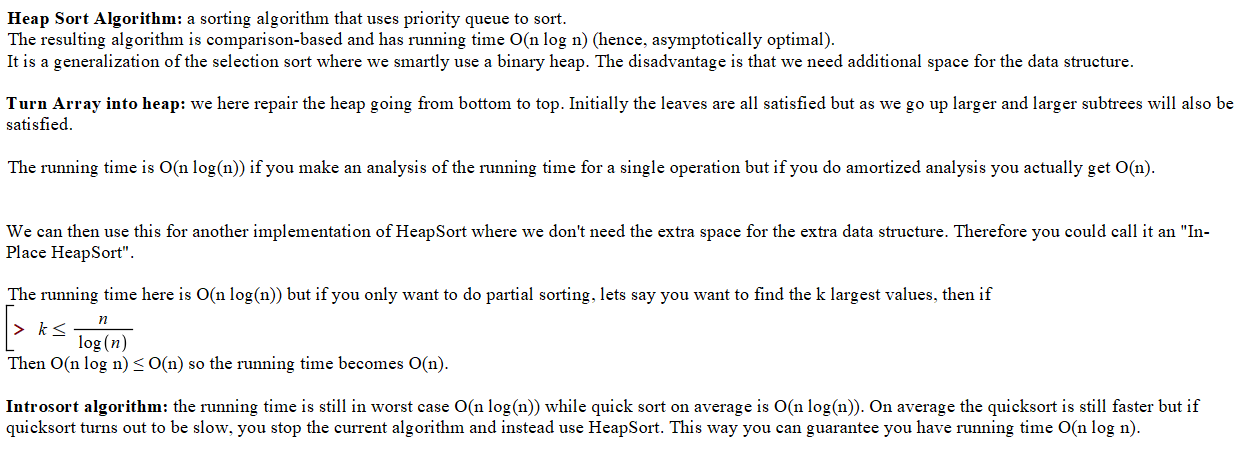 Heap Sort Algorithm: a sorting algorithm that uses priority queue to sort.
The resulting algorithm is comparison-based and has running time O(n log n) (hence, asymptotically optimal).
It is a generalization of the selection sort where we smartly use a binary heap. The disadvantage is that we need additional space for the data structure.
Turn Array into heap: we here repair the heap going from bottom to top. Initially the leaves are all satisfied but as we go up larger and larger subtrees will also be
satisfied.
The running time is O(n log(n)) if you make an analysis of the running time for a single operation but if you do amortized analysis you actually get O(n).
We can then use this for another implementation of HeapSort where we don't need the extra space for the extra data structure. Therefore you could call it an "In-
Place HeapSort".
The running time here is O(n log(n)) but if you only want to do partial sorting, lets say you want to find the k largest values, then if
> k ≤ n / log(n)
Then O(n log n) ≤ O(n) so the running time becomes O(n).
Introsort algorithm: the running time is still in worst case O(n log(n)) while quick sort on average is O(n log(n)). On average the quicksort is still faster but if
quicksort turns out to be slow, you stop the current algorithm and instead use HeapSort. This way you can guarantee you have running time O(n log n).